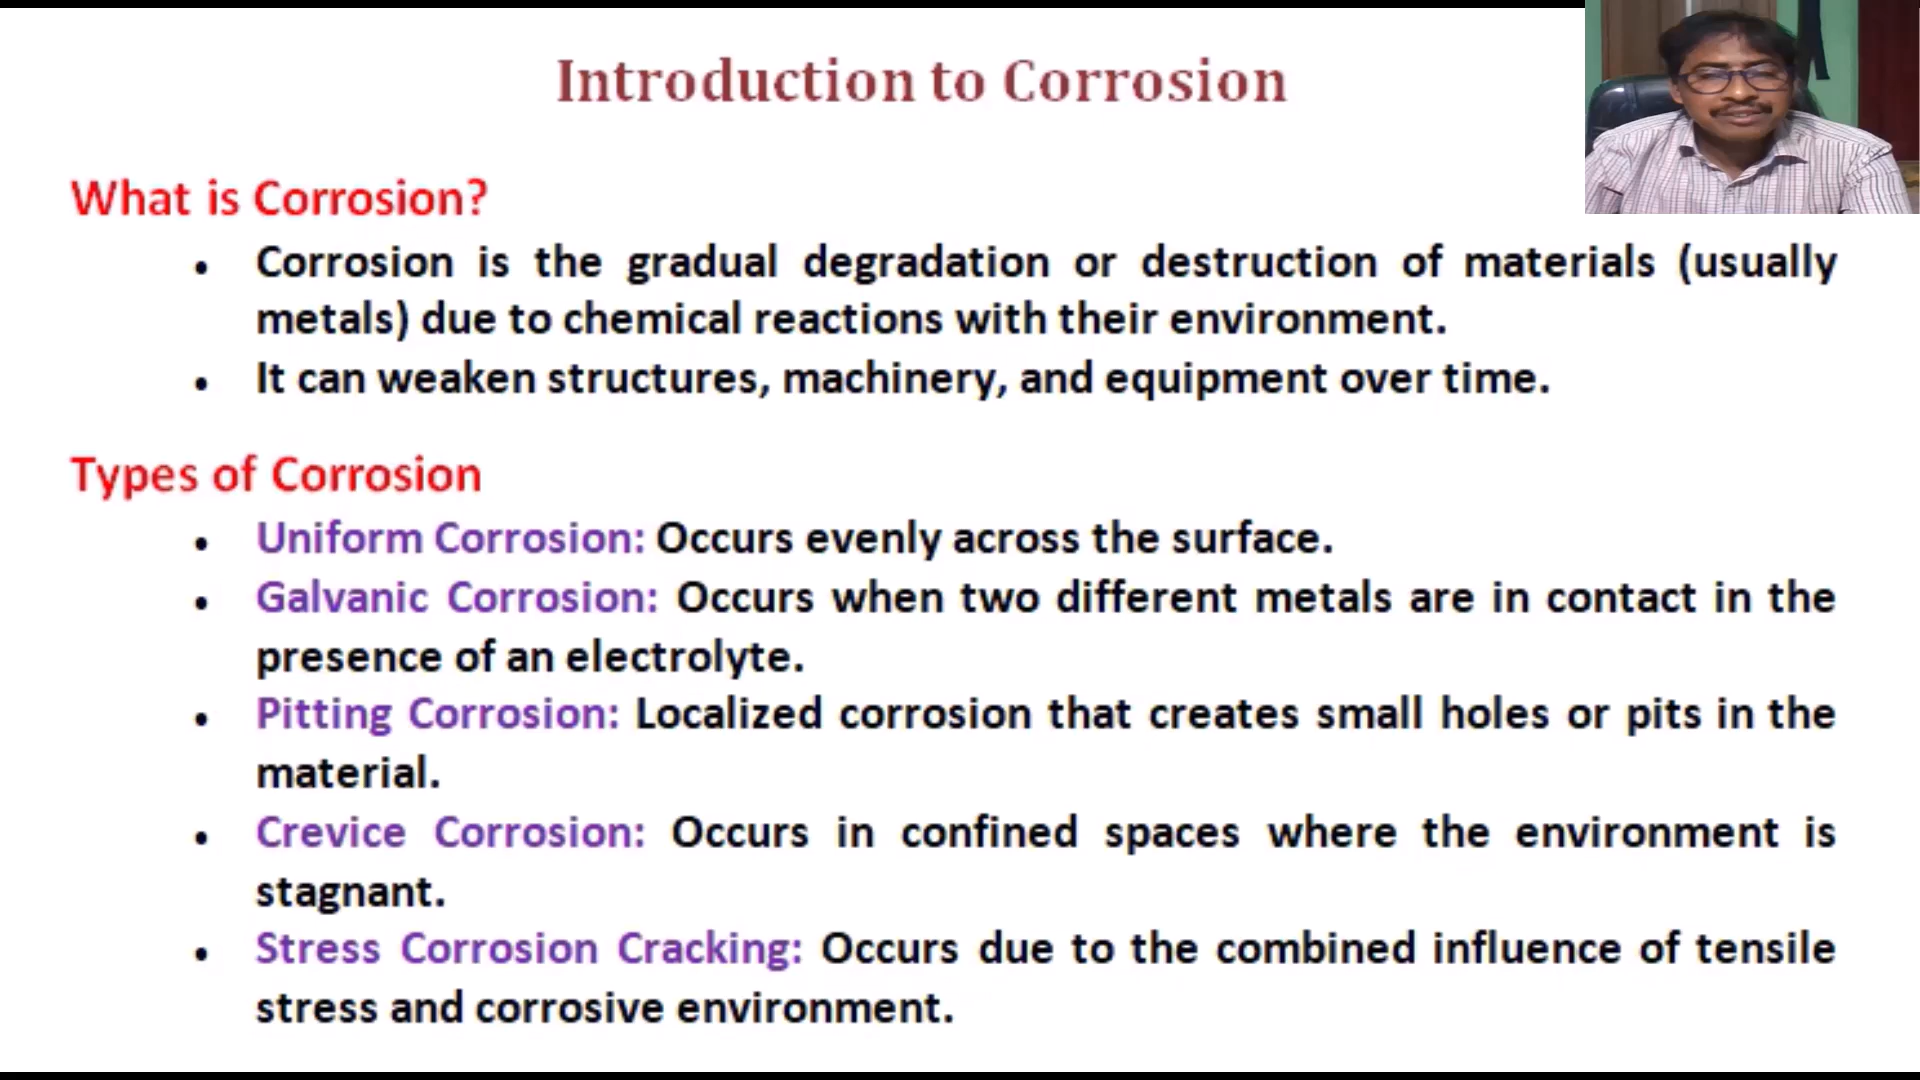 Introduction to Corrosion
What is Corrosion?
• Corrosion is the gradual degradation or destruction of materials (usually
metals) due to chemical reactions with their environment.
• It can weaken structures, machinery, and equipment over time.
Types of Corrosion
• Uniform Corrosion: Occurs evenly across the surface.
• Galvanic Corrosion: Occurs when two different metals are in contact in the
presence of an electrolyte.
• Pitting Corrosion: Localized corrosion that creates small holes or pits in the
material.
• Crevice Corrosion: Occurs in confined spaces where the environment is
stagnant.
• Stress Corrosion Cracking: Occurs due to the combined influence of tensile
stress and corrosive environment.